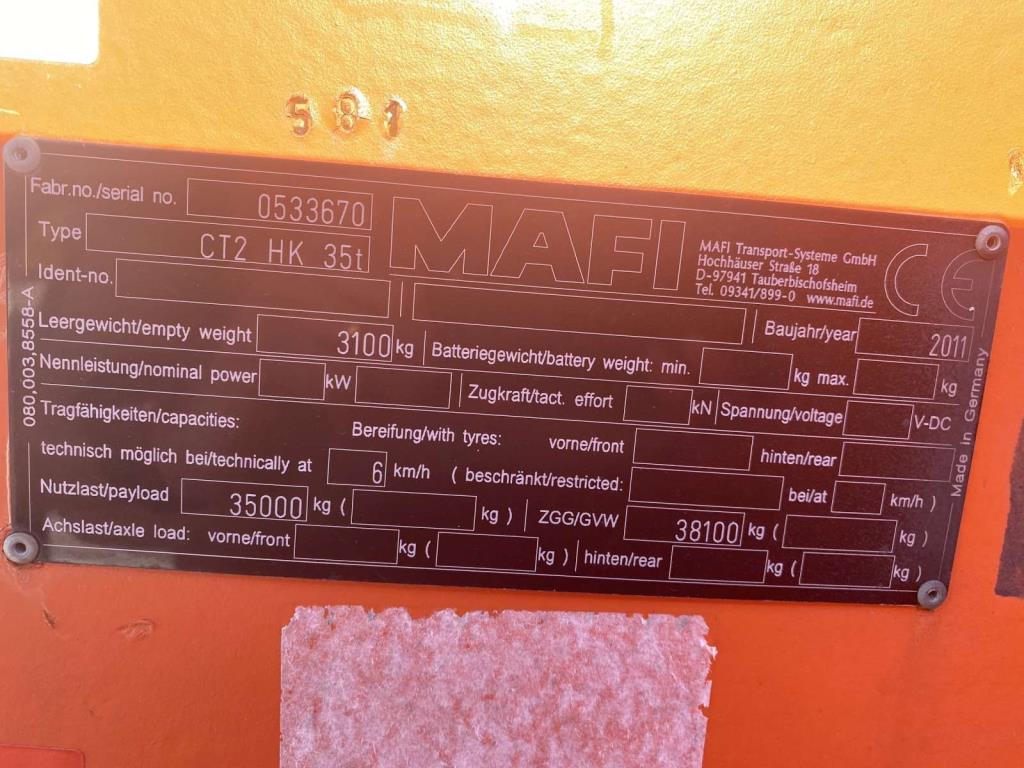 581
Fabr.no./serial no. 0533670
Type CT2 HK 35t
MAFI
MAFI Transport-Systeme GmbH
Hochhäuser Straße 18
D-97941 Tauberbischofsheim
Tel. 09341/899-0 www.mafi.de
CE
Ident-no.
Baujahr/year 2011
Leergewicht/empty weight 3100 kg Batteriegewicht/battery weight: min. kg max. kg
Nennleistung/nominal power kW Zugkraft/tact. effort kN Spannung/voltage V-DC
Tragfähigkeiten/capacities: Bereifung/with tyres: vorne/front hinten/rear
technisch möglich bei/technically at 6 km/h ( beschränkt/restricted: bei/at km/h )
Nutzlast/payload 35000 kg ( kg ) ZGG/GVW 38100 kg ( kg )
Achslast/axle load: vorne/front kg ( kg ) hinten/rear kg ( kg )
080,003,8558-A
Made in Germany